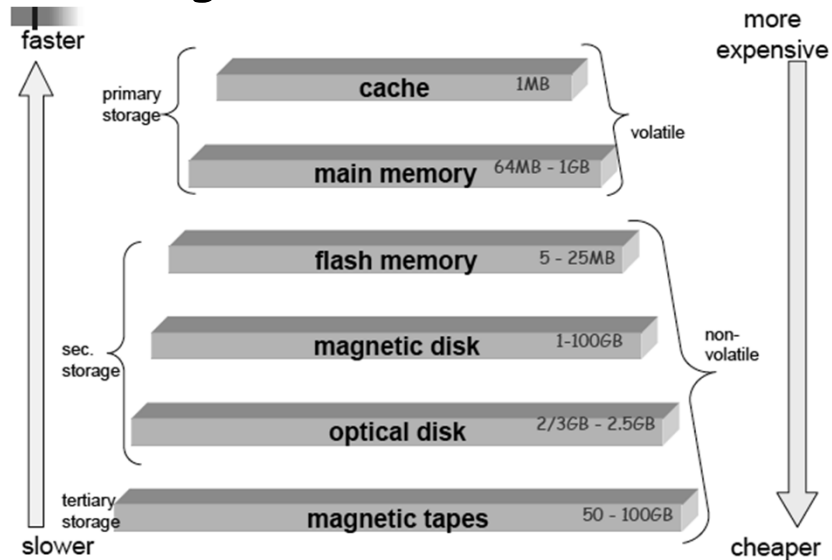 faster
more
expensive
primary
storage
cache 1MB
volatile
main memory 64MB - 1GB
flash memory 5 - 25MB
sec.
storage
magnetic disk 1-100GB
non-
volatile
optical disk 2/3GB - 2.5GB
tertiary
storage
magnetic tapes 50 - 100GB
slower
cheaper